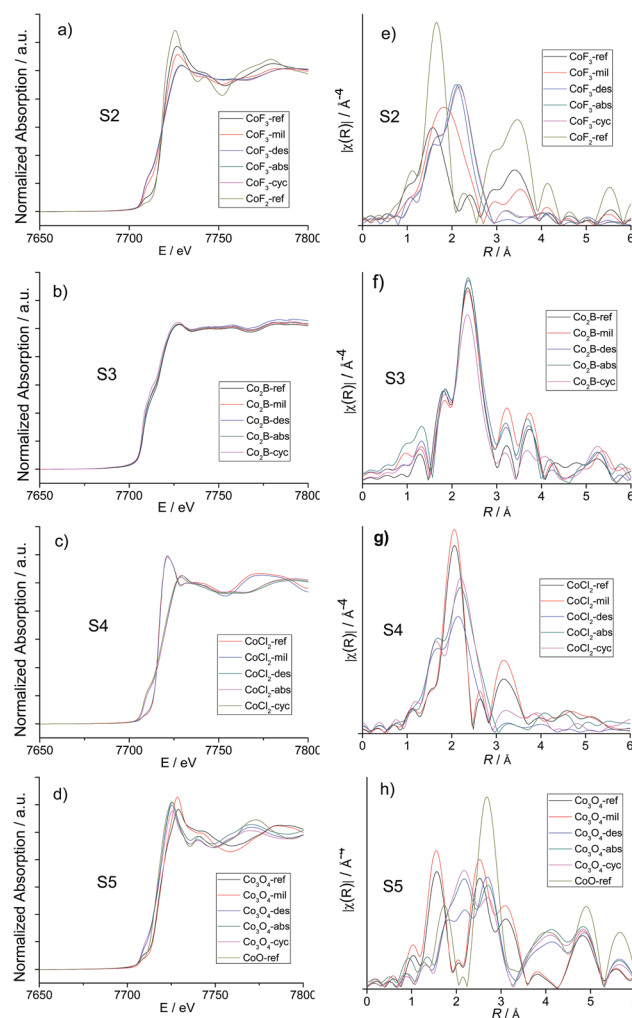 a)
S2
CoF3-ref
CoF3-mil
CoF3-des
CoF3-abs
CoF3-cyc
CoF2-ref
Normalized Absorption / a.u.
7650 7700 7750 7800
E / eV
e)
S2
CoF3-ref
CoF3-mil
CoF3-des
CoF3-abs
CoF3-cyc
CoF2-ref
|χ(R)| / Å-4
0 1 2 3 4 5 6
R / Å
b)
S3
Co2B-ref
Co2B-mil
Co2B-des
Co2B-abs
Co2B-cyc
Normalized Absorption / a.u.
7650 7700 7750 7800
E / eV
f)
S3
Co2B-ref
Co2B-mil
Co2B-des
Co2B-abs
Co2B-cyc
|χ(R)| / Å-4
0 1 2 3 4 5 6
R / Å
c)
S4
CoCl2-ref
CoCl2-mil
CoCl2-des
CoCl2-abs
CoCl2-cyc
Normalized Absorption / a.u.
7650 7700 7750 7800
E / eV
g)
S4
CoCl2-ref
CoCl2-mil
CoCl2-des
CoCl2-abs
CoCl2-cyc
|χ(R)| / Å-4
0 1 2 3 4 5 6
R / Å
d)
S5
Co3O4-ref
Co3O4-mil
Co3O4-des
Co3O4-abs
Co3O4-cyc
CoO-ref
Normalized Absorption / a.u.
7650 7700 7750 7800
E / eV
h)
S5
Co3O4-ref
Co3O4-mil
Co3O4-des
Co3O4-abs
Co3O4-cyc
CoO-ref
|χ(R)| / Å-4
0 1 2 3 4 5 6
R / Å